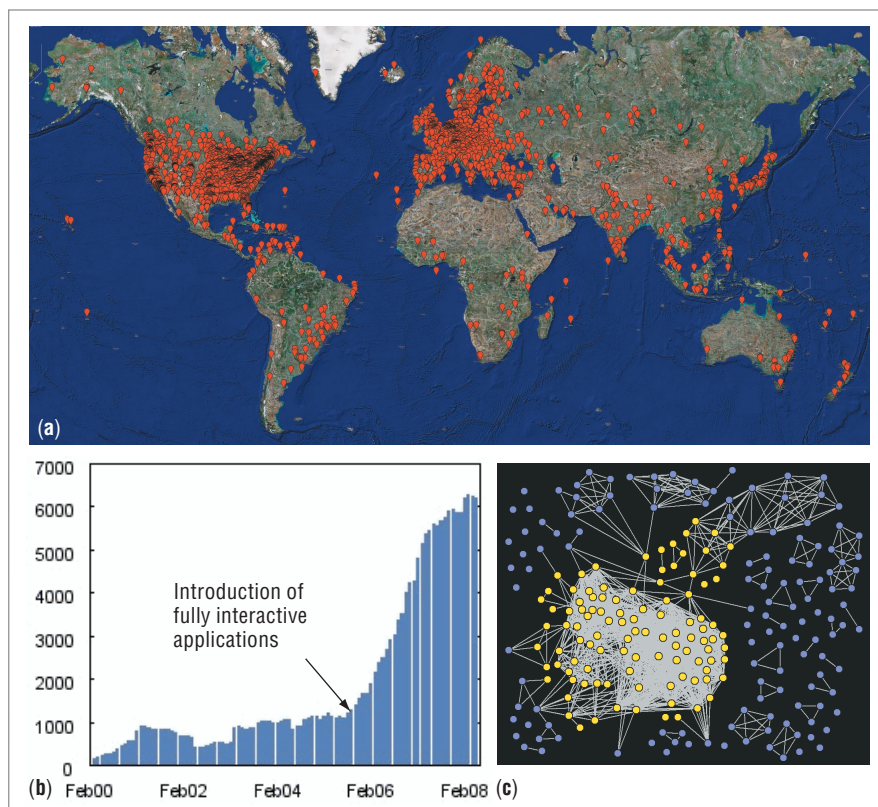 (a)
7000
6000
5000
4000
3000
2000
1000
0
Introduction of
fully interactive
applications
(b)
Feb00 Feb02 Feb04 Feb06 Feb08
(c)